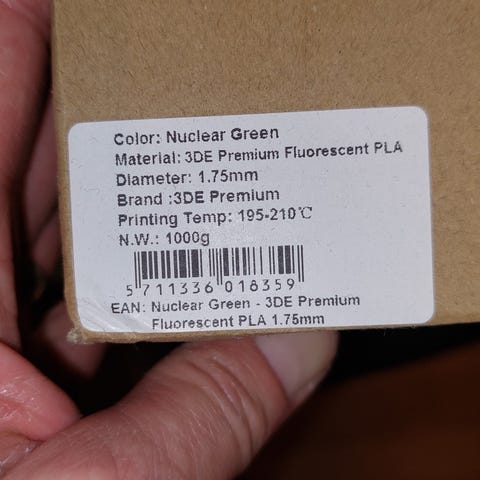 Color: Nuclear Green
Material: 3DE Premium Fluorescent PLA
Diameter: 1.75mm
Brand :3DE Premium
Printing Temp: 195-210℃
N.W.: 1000g
5 711336 018359
EAN: Nuclear Green - 3DE Premium
Fluorescent PLA 1.75mm